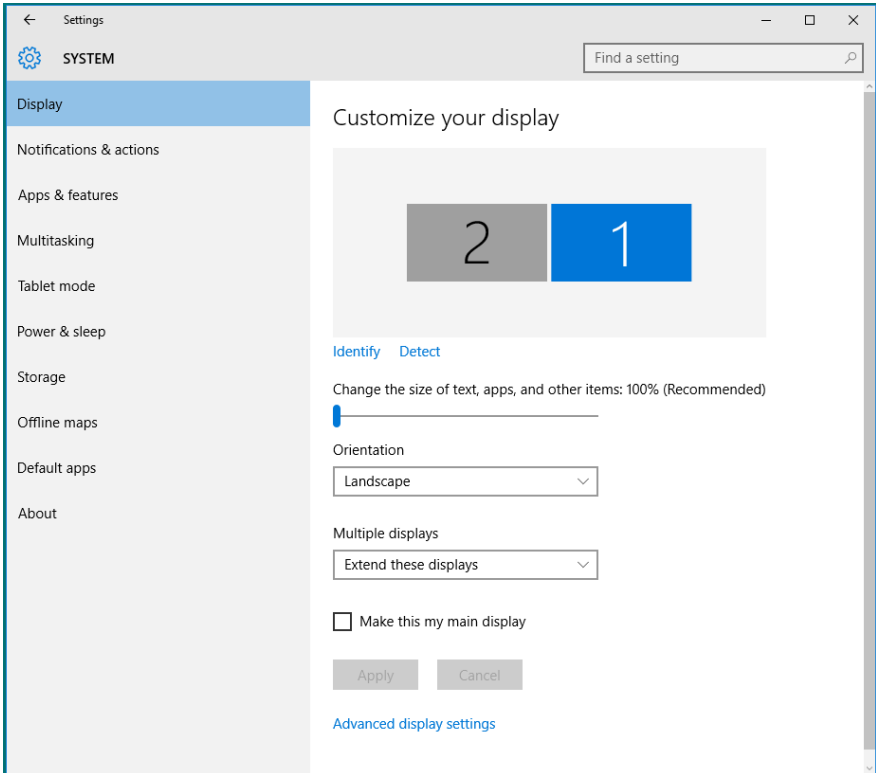 Settings
SYSTEM
Find a setting
Display
Notifications & actions
Apps & features
Multitasking
Tablet mode
Power & sleep
Storage
Offline maps
Default apps
About
Customize your display
2 1
Identify Detect
Change the size of text, apps, and other items: 100% (Recommended)
Orientation
Landscape
Multiple displays
Extend these displays
Make this my main display
Apply Cancel
Advanced display settings